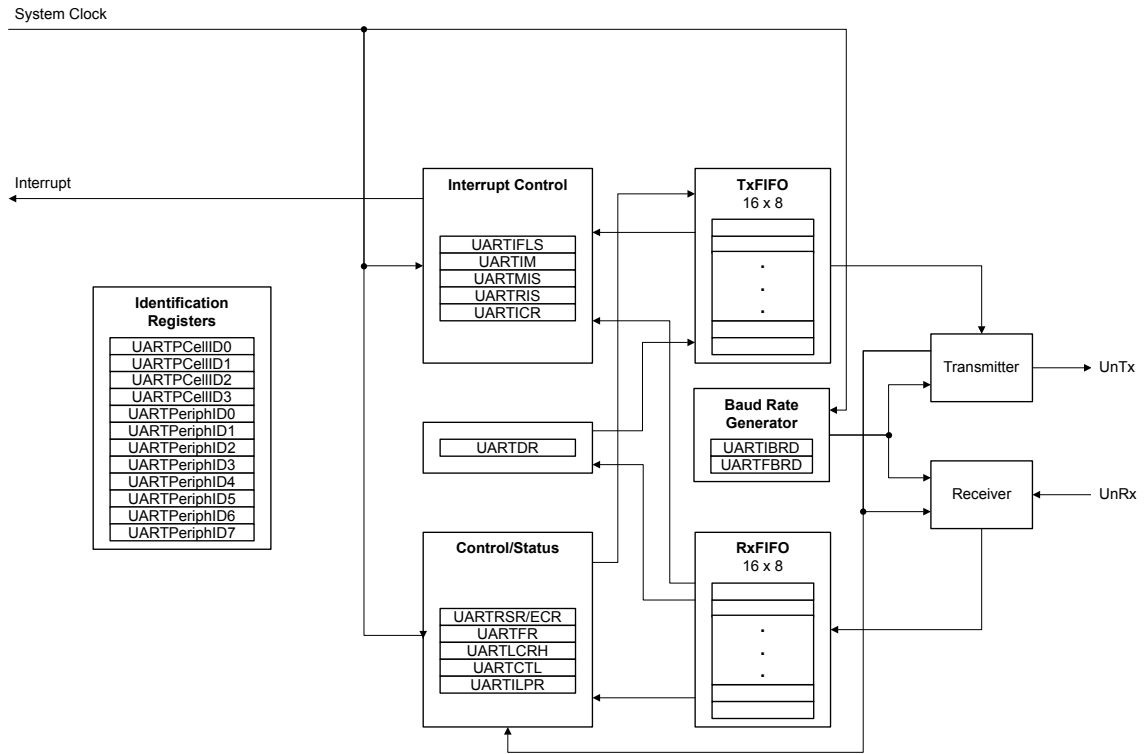 System Clock
Interrupt
Interrupt Control
UARTIFLS
UARTIM
UARTMIS
UARTRIS
UARTICR
TxFIFO
16 x 8
.
.
.
Identification
Registers
UARTPCellID0
UARTPCellID1
UARTPCellID2
UARTPCellID3
UARTPeriphID0
UARTPeriphID1
UARTPeriphID2
UARTPeriphID3
UARTPeriphID4
UARTPeriphID5
UARTPeriphID6
UARTPeriphID7
Transmitter
UnTx
Baud Rate
Generator
UARTIBRD
UARTFBRD
UARTDR
Receiver
UnRx
Control/Status
UARTRSR/ECR
UARTFR
UARTLCRH
UARTCTL
UARTILPR
RxFIFO
16 x 8
.
.
.